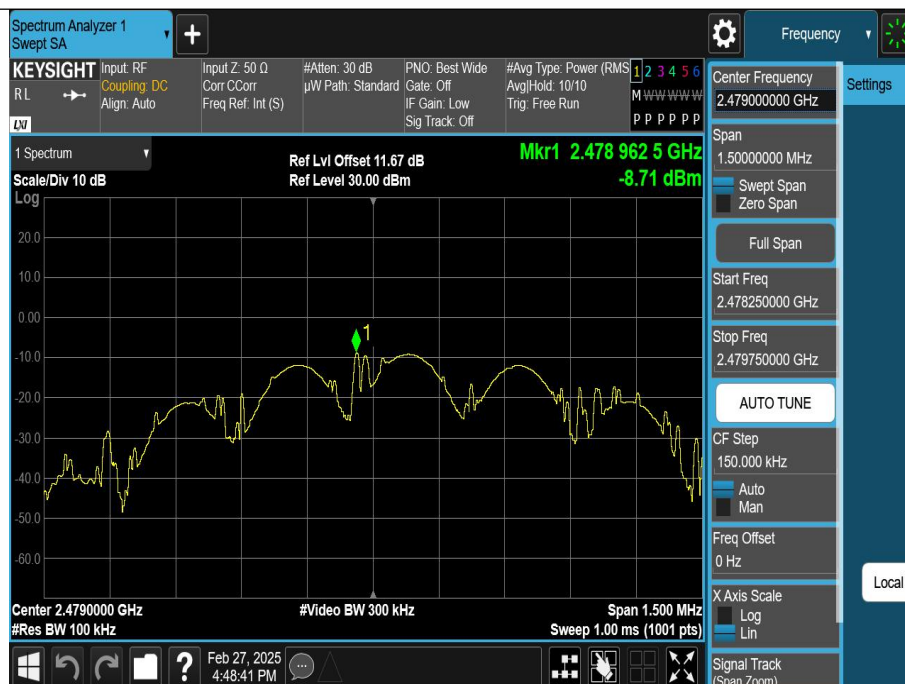 Spectrum Analyzer 1
Swept SA
+
Frequency
KEYSIGHT
RL
LXI
Input: RF
Coupling: DC
Align: Auto
Input Z: 50 Ω
Corr CCorr
Freq Ref: Int (S)
#Atten: 30 dB
µW Path: Standard
PNO: Best Wide
Gate: Off
IF Gain: Low
Sig Track: Off
#Avg Type: Power (RMS
Avg|Hold: 10/10
Trig: Free Run
1 2 3 4 5 6
M W W W W W
P P P P P P
1 Spectrum
Scale/Div 10 dB
Log
Ref Lvl Offset 11.67 dB
Ref Level 30.00 dBm
Mkr1 2.478 962 5 GHz
-8.71 dBm
20.0
10.0
0.00
-10.0
-20.0
-30.0
-40.0
-50.0
-60.0
1
Center 2.4790000 GHz
#Res BW 100 kHz
#Video BW 300 kHz
Span 1.500 MHz
Sweep 1.00 ms (1001 pts)
?
Feb 27, 2025
4:48:41 PM
Center Frequency
2.479000000 GHz
Span
1.50000000 MHz
Swept Span
Zero Span
Full Span
Start Freq
2.478250000 GHz
Stop Freq
2.479750000 GHz
AUTO TUNE
CF Step
150.000 kHz
Auto
Man
Freq Offset
0 Hz
X Axis Scale
Log
Lin
Signal Track
(Span Zoom)
Settings
Local